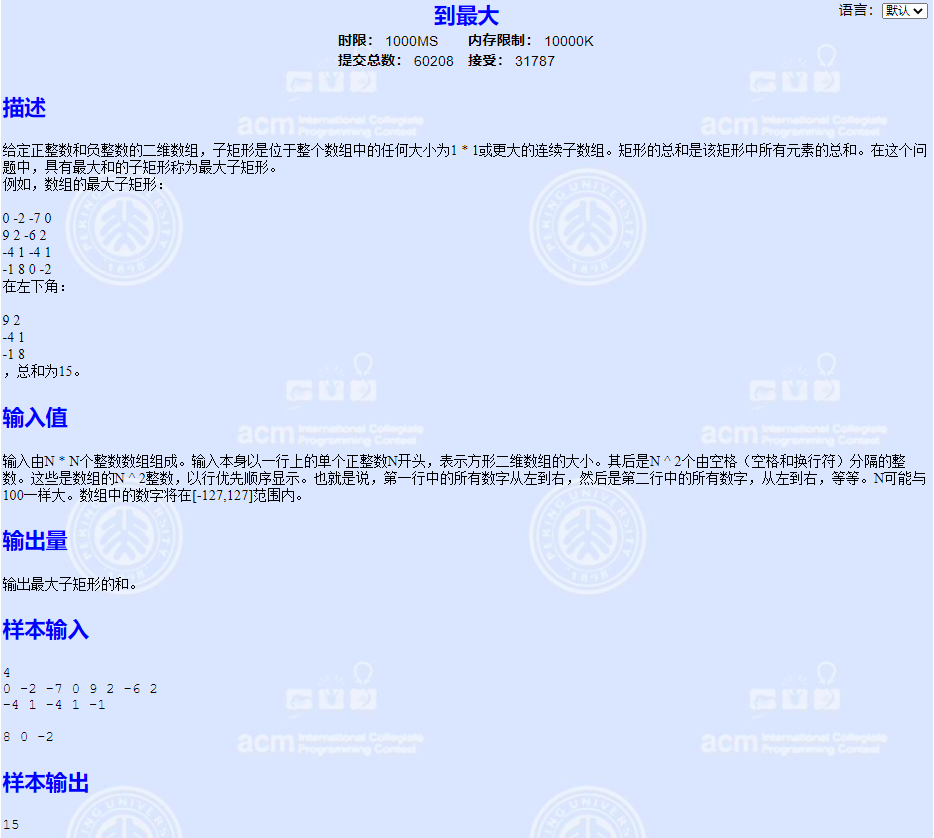 语言： 默认
到最大
时限： 1000MS 内存限制： 10000K
提交总数： 60208 接受： 31787
描述
给定正整数和负整数的二维数组，子矩形是位于整个数组中的任何大小为1 * 1或更大的连续子数组。矩形的总和是该矩形中所有元素的总和。在这个问
题中，具有最大和的子矩形称为最大子矩形。
例如，数组的最大子矩形：
0 -2 -7 0
9 2 -6 2
-4 1 -4 1
-1 8 0 -2
在左下角：
9 2
-4 1
-1 8
，总和为15。
输入值
输入由N * N个整数数组组成。输入本身以一行上的单个正整数N开头，表示方形二维数组的大小。其后是N ^ 2个由空格（空格和换行符）分隔的整
数。这些是数组的N ^ 2整数，以行优先顺序显示。也就是说，第一行中的所有数字从左到右，然后是第二行中的所有数字，从左到右，等等。N可能与
100一样大。数组中的数字将在[-127,127]范围内。
输出量
输出最大子矩形的和。
样本输入
4
0 -2 -7 0 9 2 -6 2
-4 1 -4 1 -1
8 0 -2
样本输出
15
acm International Collegiate
Programming Contest
PEKING UNIVERSITY
1898